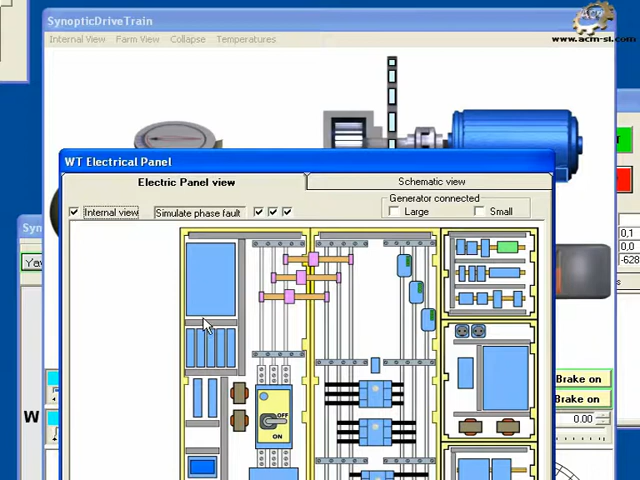 SynopticDriveTrain
Internal View Farm View Collapse Temperatures
www.acm-sl.com
WT Electrical Panel
Electric Panel view
Schematic view
Internal view
Simulate phase fault
Generator connected
Large
Small
OFF
ON
0,1
0,0
-628
Brake on
Brake on
0.00
W